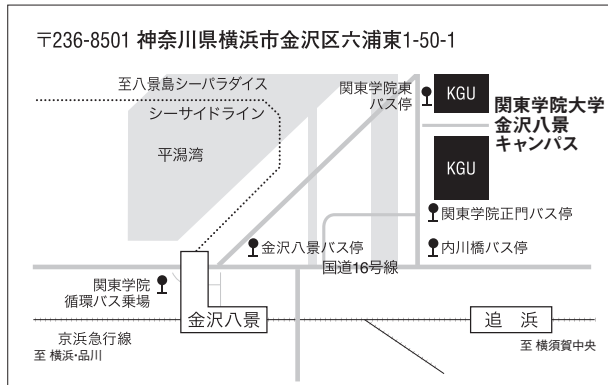 〒236-8501 神奈川県横浜市金沢区六浦東1-50-1
至八景島シーパラダイス
シーサイドライン
平潟湾
関東学院東
バス停
KGU
関東学院大学
金沢八景
キャンパス
KGU
関東学院正門バス停
金沢八景バス停
内川橋バス停
国道16号線
関東学院
循環バス乗場
金沢八景
追浜
京浜急行線
至 横浜・品川
至 横須賀中央